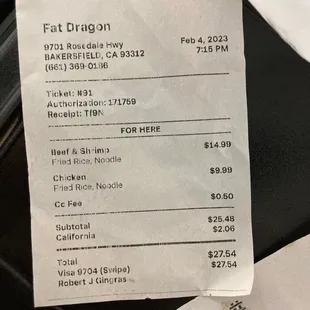 Fat Dragon
9701 Rosedale Hwy
BAKERSFIELD, CA 93312
(661) 369-0186
Feb 4, 2023
7:15 PM
Ticket: #91
Authorization: 171759
Receipt: Tf9N
FOR HERE
Beef & Shrimp $14.99
Fried Rice, Noodle
Chicken $9.99
Fried Rice, Noodle
Cc Fee $0.50
Subtotal $25.48
California $2.06
Total $27.54
Visa 9704 (Swipe) $27.54
Robert J Gingras